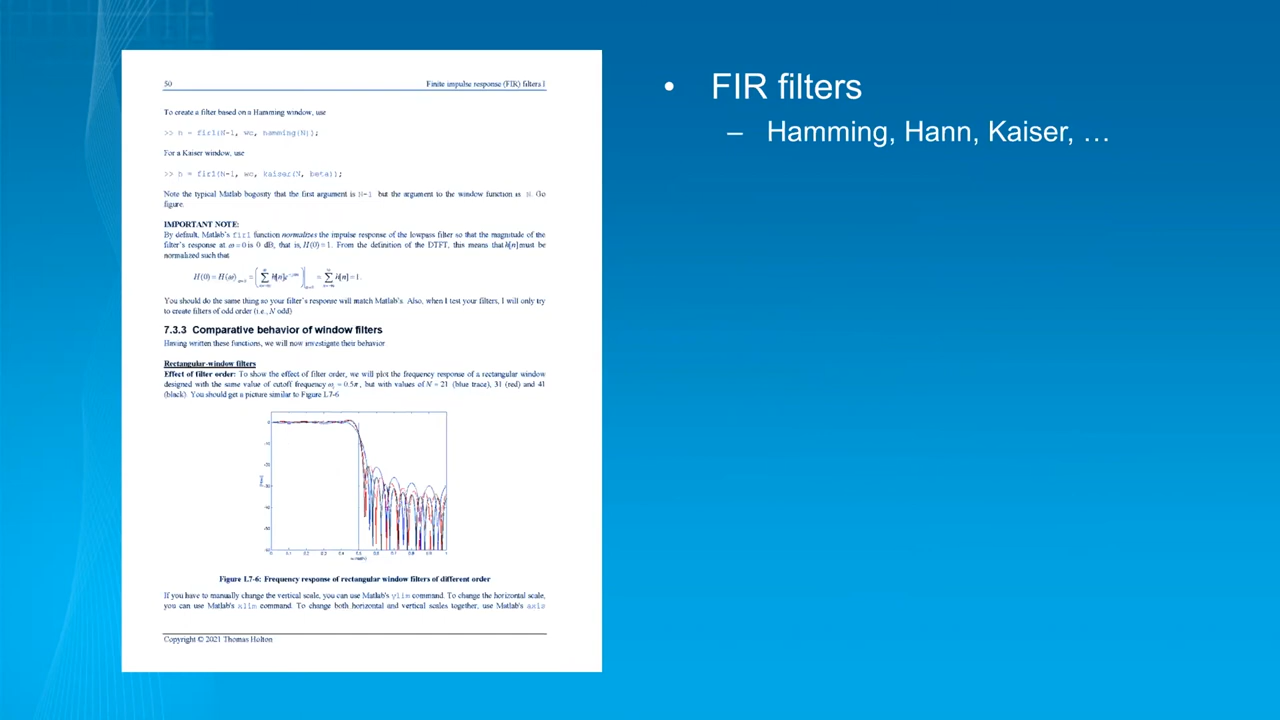 50 Finite impulse response (FIR) filters I
To create a filter based on a Hamming window, use
>> h = fir1(N-1, wc, hamming(N));
For a Kaiser window, use
>> h = fir1(N-1, wc, kaiser(N, beta));
Note the typical Matlab bogosity that the first argument is N-1 but the argument to the window function is N. Go
figure.
IMPORTANT NOTE:
By default, Matlab's fir1 function normalizes the impulse response of the lowpass filter so that the magnitude of the
filter's response at ω = 0 is 0 dB, that is, H(0) = 1. From the definition of the DTFT, this means that h[n] must be
normalized such that
You should do the same thing so your filter's response will match Matlab's. Also, when I test your filters, I will only try
to create filters of odd order (i.e., N odd)
7.3.3 Comparative behavior of window filters
Having written these functions, we will now investigate their behavior
Rectangular-window filters
Effect of filter order: To show the effect of filter order, we will plot the frequency response of a rectangular window
designed with the same value of cutoff frequency ωc = 0.5π, but with values of N = 21 (blue trace), 31 (red) and 41
(black). You should get a picture similar to Figure L7-6
Figure L7-6: Frequency response of rectangular window filters of different order
If you have to manually change the vertical scale, you can use Matlab's ylim command. To change the horizontal scale,
you can use Matlab's xlim command. To change both horizontal and vertical scales together, use Matlab's axis
Copyright © 2021 Thomas Holton
• FIR filters
– Hamming, Hann, Kaiser, …